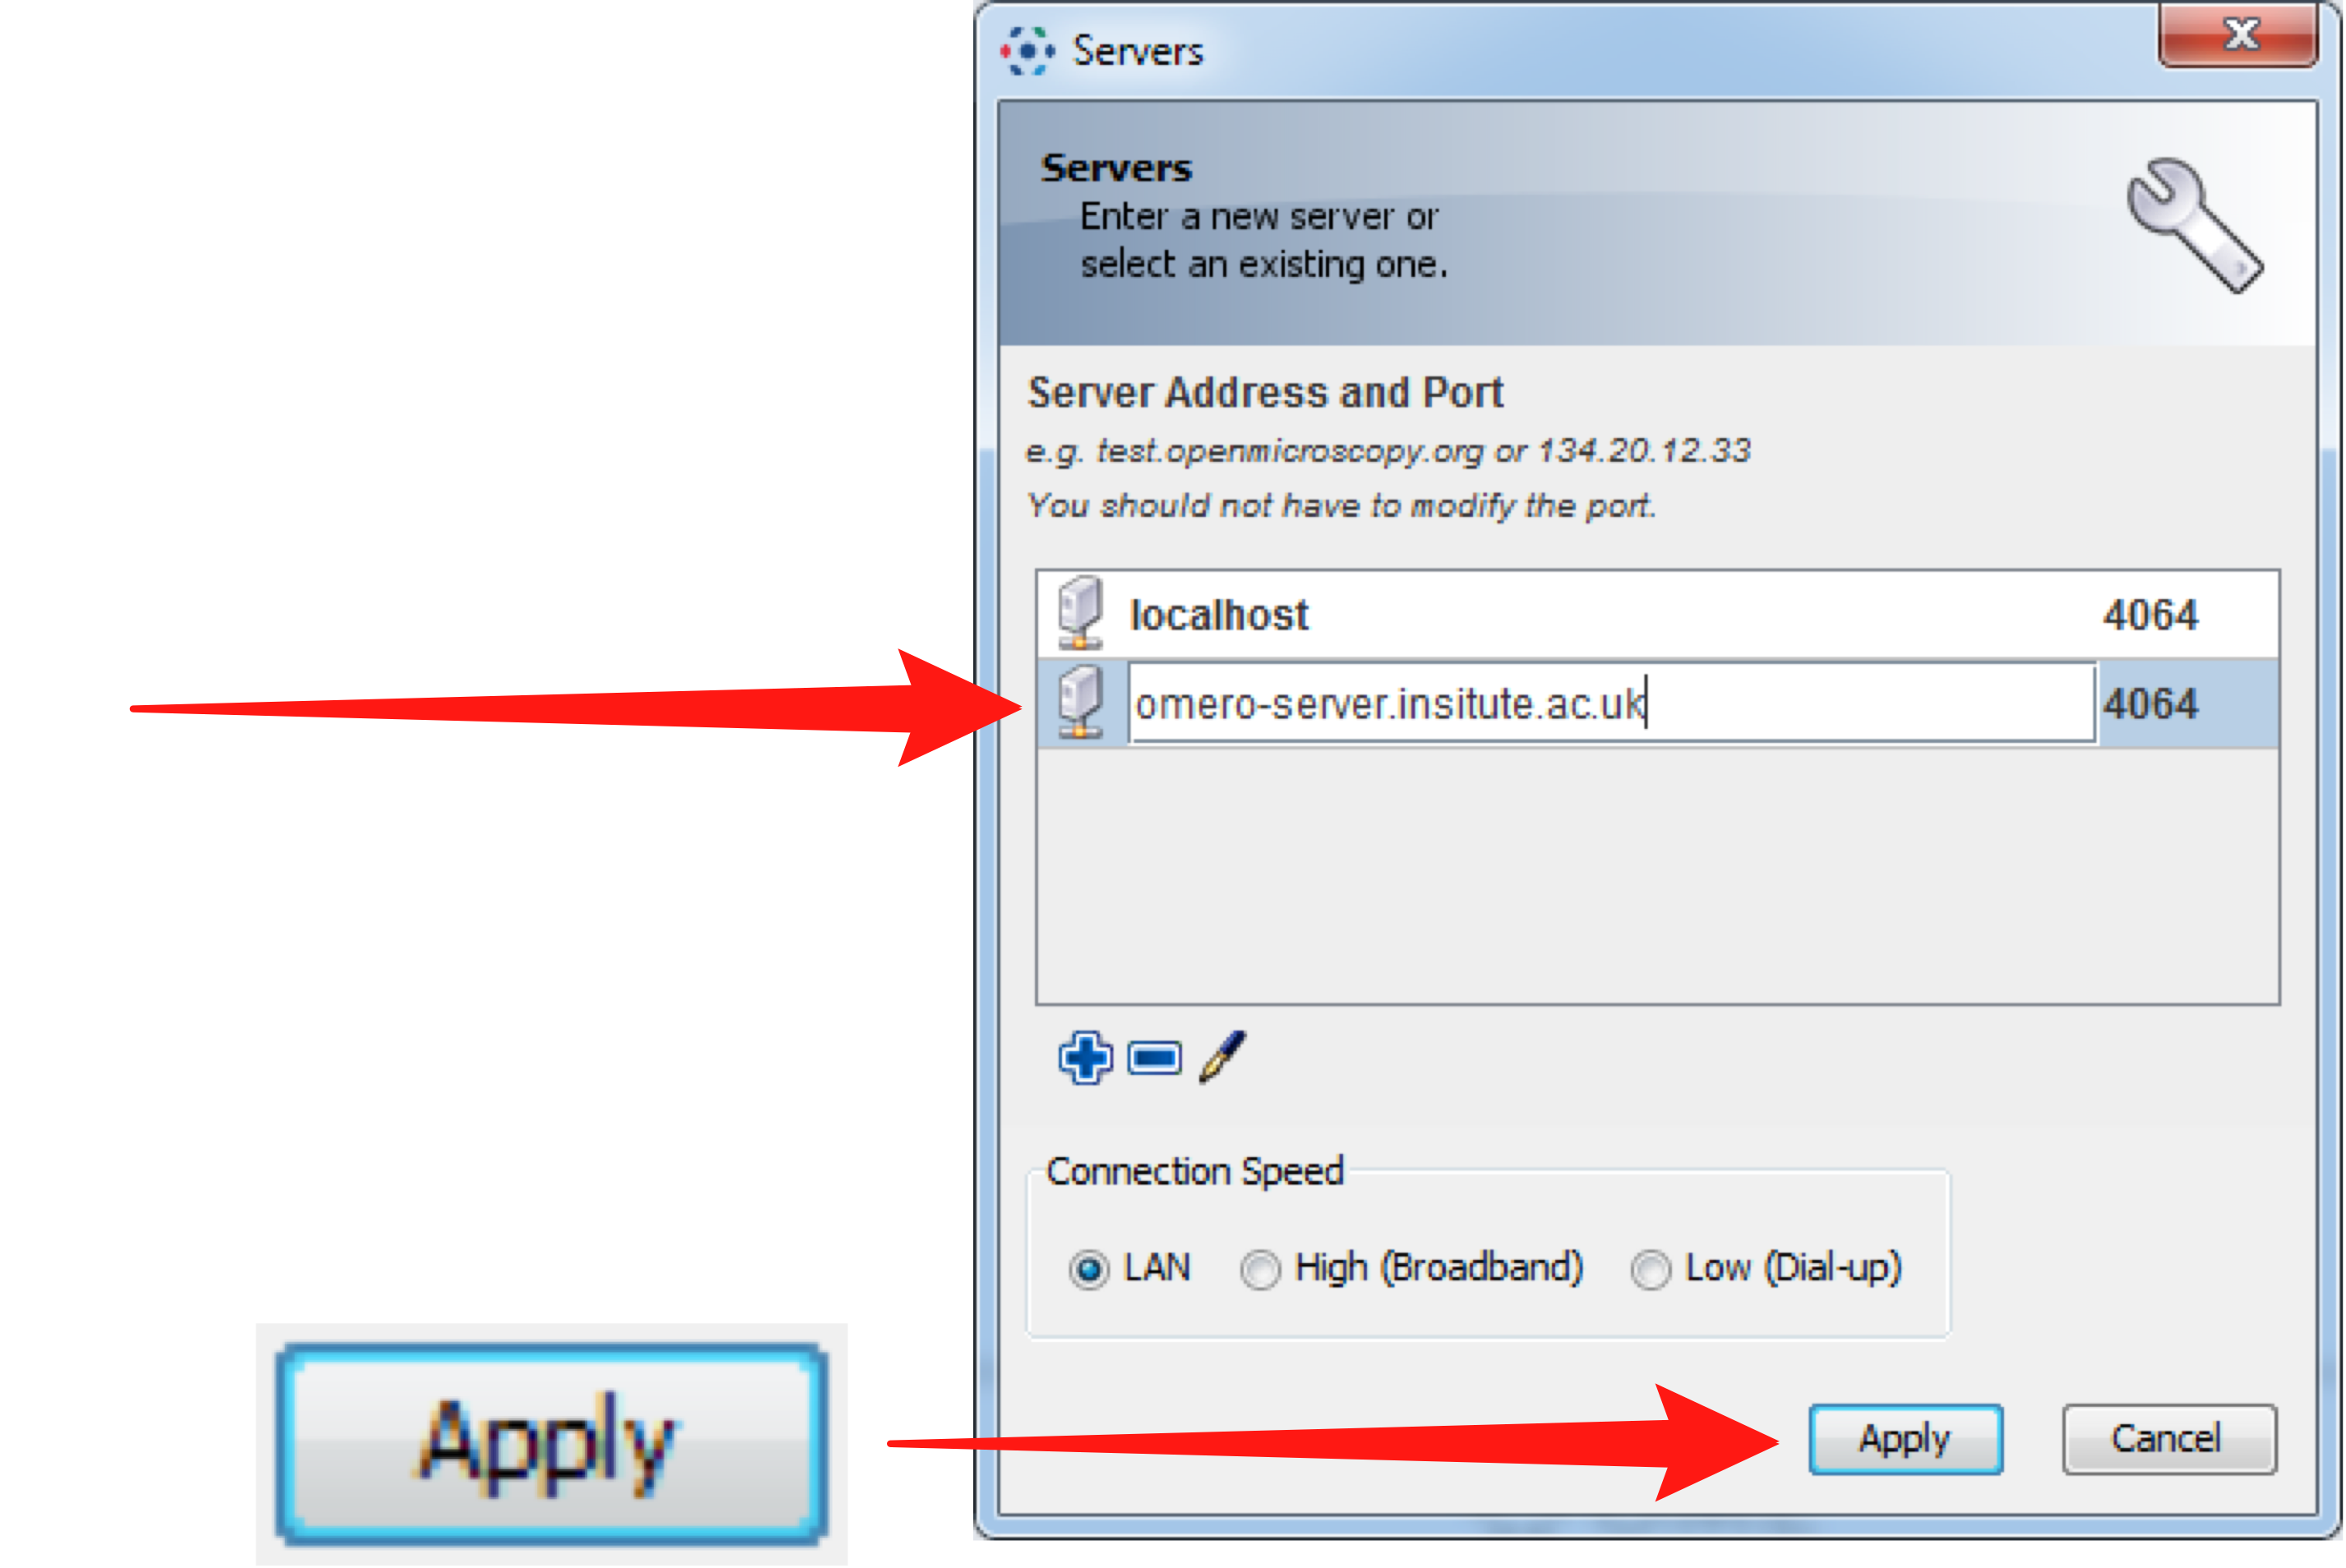 Servers
Servers
Enter a new server or
select an existing one.
Server Address and Port
e.g. test.openmicroscopy.org or 134.20.12.33
You should not have to modify the port.
localhost 4064
omero-server.insitute.ac.uk 4064
Connection Speed
LAN High (Broadband) Low (Dial-up)
Apply
Apply Cancel